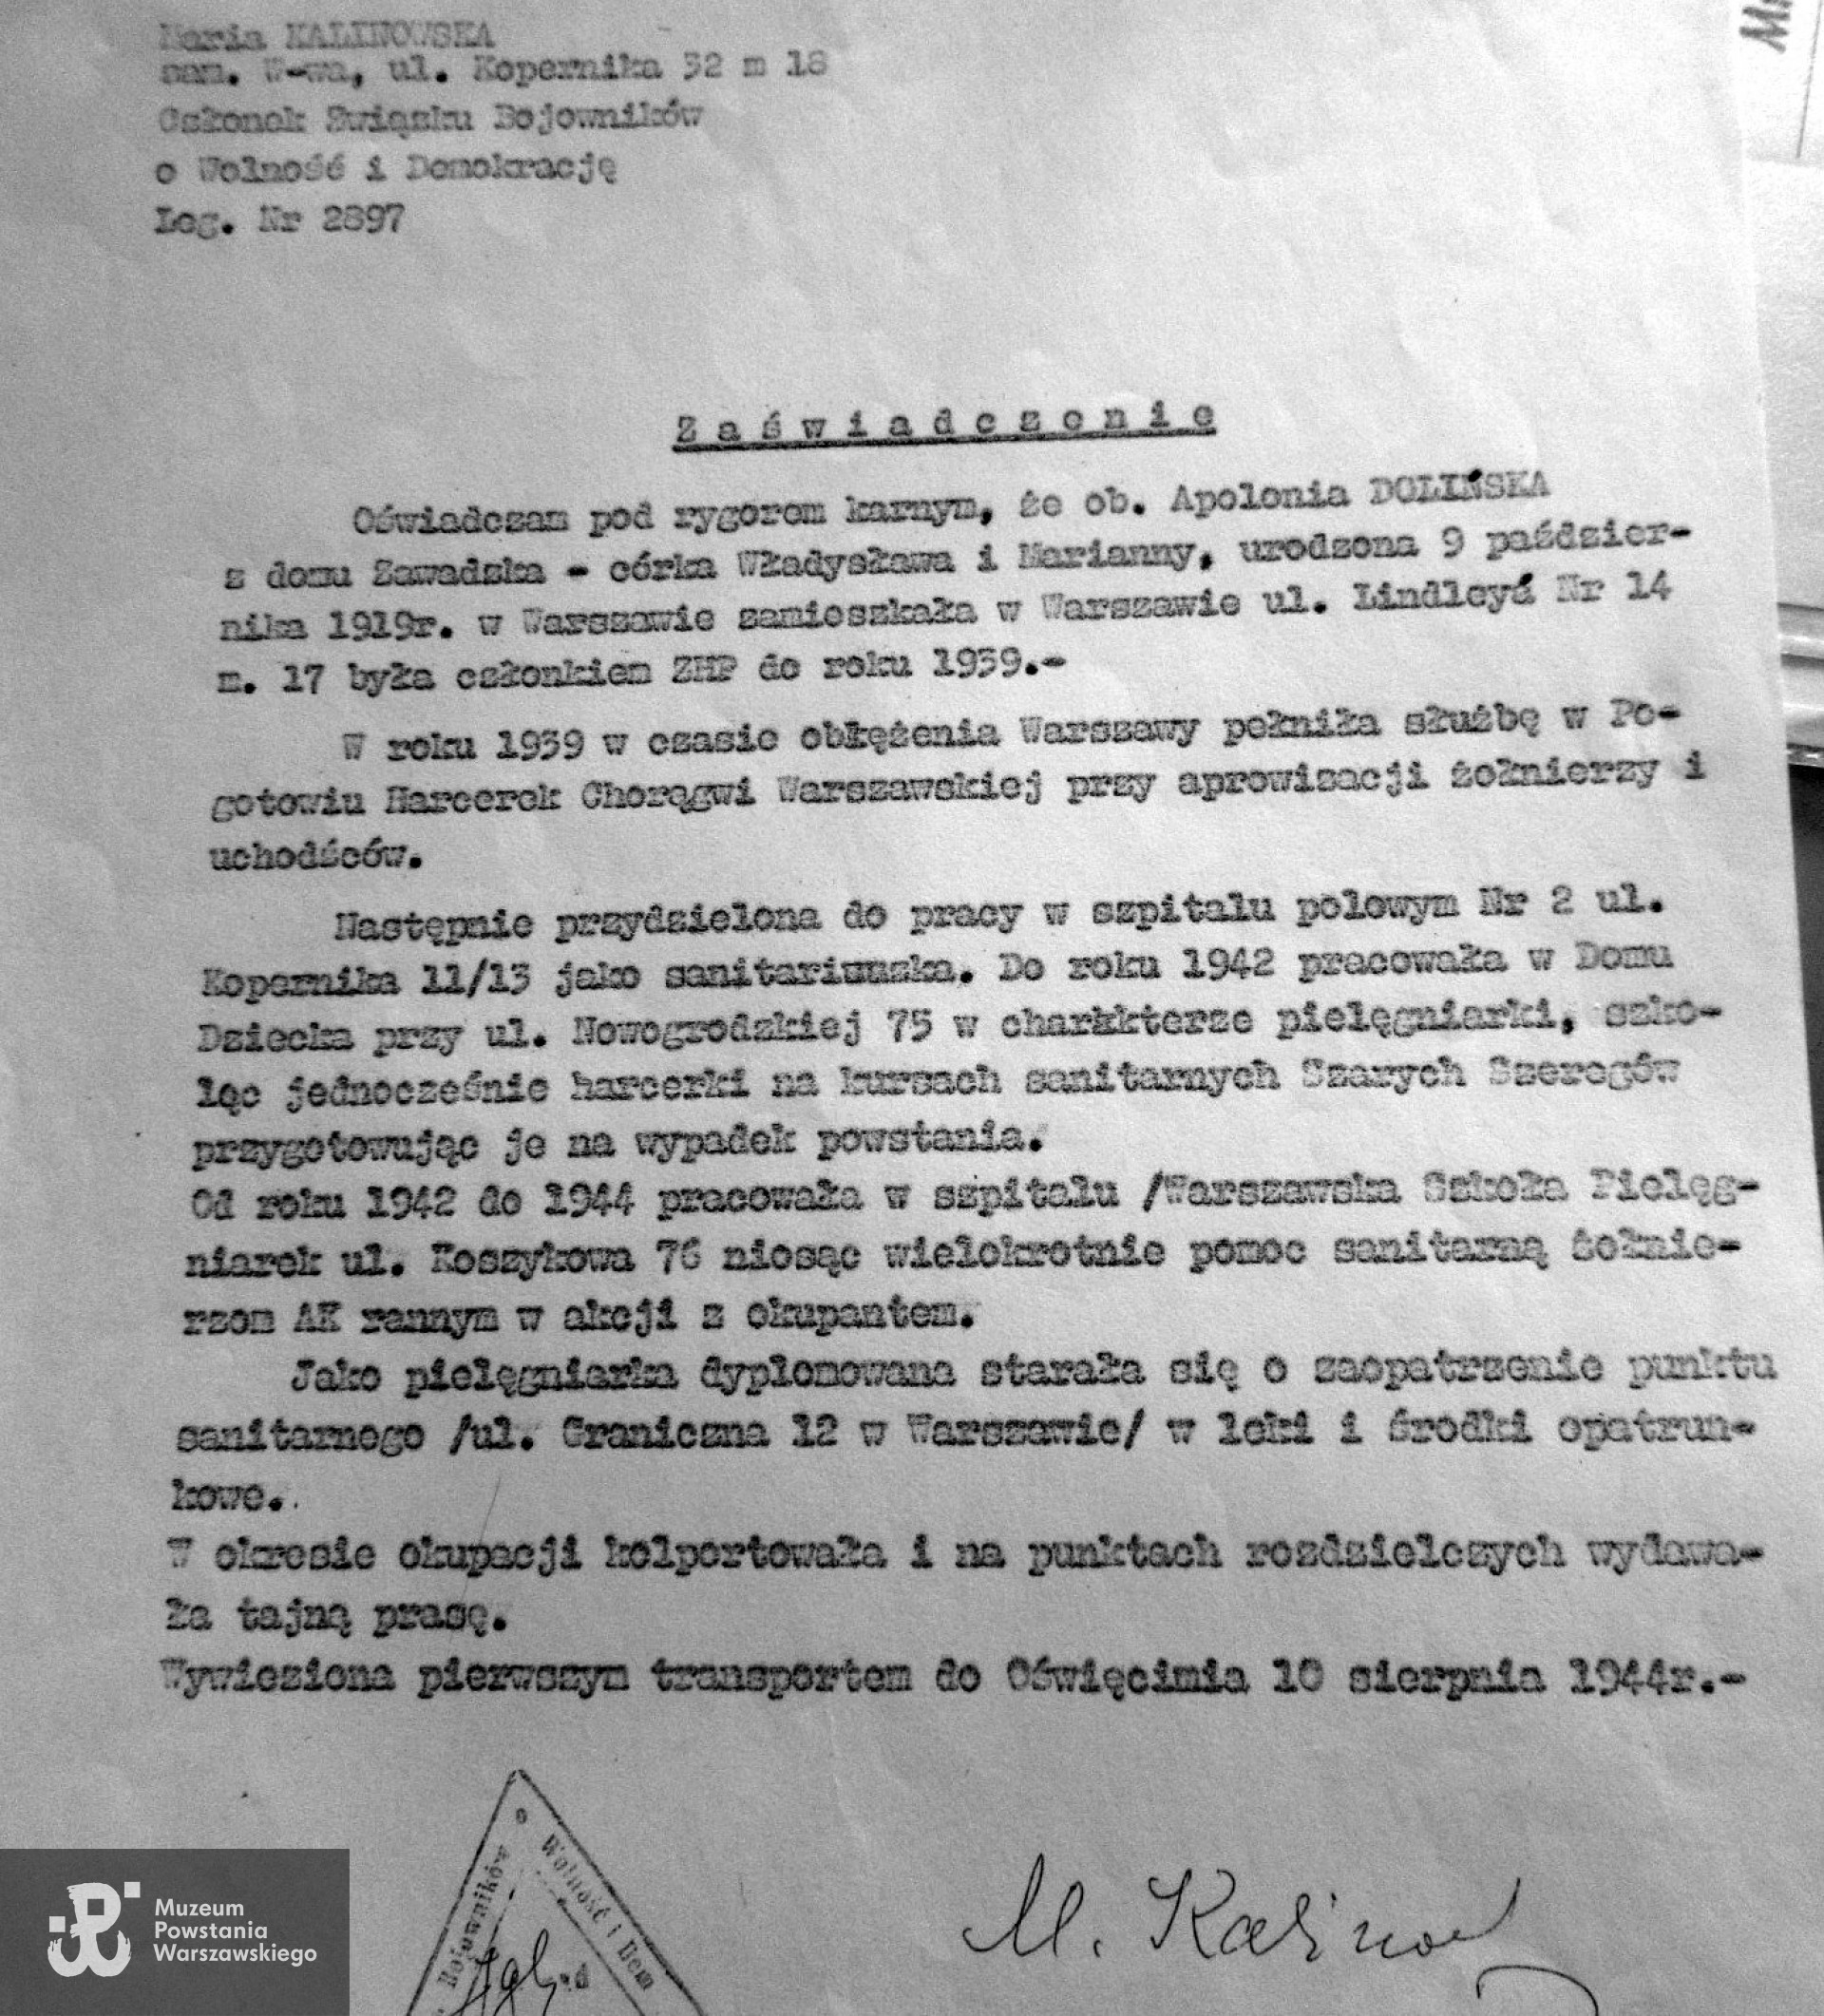 Maria KALINOWSKA
zam. W-wa, ul. Kopernika 32 m 18
Członek Związku Bojowników
o Wolność i Demokrację
Leg. Nr 2897
Zaświadczenie
Oświadczam pod rygorem karnym, że ob. Apolonia DOLIŃSKA
z domu Zawadzka - córka Władysława i Marianny, urodzona 9 paździer-
nika 1919r. w Warszawie zamieszkała w Warszawie ul. Lindleyá Nr 14
m. 17 była członkiem ZHP do roku 1939.-
W roku 1939 w czasie oblężenia Warszawy pełniła służbę w Po-
gotowiu Harcerek Chorągwi Warszawskiej przy aprowizacji żołnierzy i
uchodźców.
Następnie przydzielona do pracy w szpitalu polowym Nr 2 ul.
Kopernika 11/13 jako sanitariuszka. Do roku 1942 pracowała w Domu
Dziecka przy ul. Nowogrodzkiej 75 w charakterze pielęgniarki, szko-
ląc jednocześnie harcerki na kursach sanitarnych Szarych Szeregów
przygotowując je na wypadek powstania.
Od roku 1942 do 1944 pracowała w szpitalu /Warszawska Szkoła Pielęg-
niarek ul. Koszykowa 76 niosąc wielokrotnie pomoc sanitarną żołnie-
rzom AK rannym w akcji z okupantem.
Jako pielęgniarka dyplomowana starała się o zaopatrzenie punktu
sanitarnego /ul. Graniczna 12 w Warszawie/ w leki i środki opatrun-
kowe.
W okresie okupacji kolportowała i na punktach rozdzielczych wydawa-
ła tajną prasę.
Wywieziona pierwszym transportem do Oświęcimia 10 sierpnia 1944r.-
Bojowników o Wolność i Dem
M. Kalinow
Muzeum
Powstania
Warszawskiego